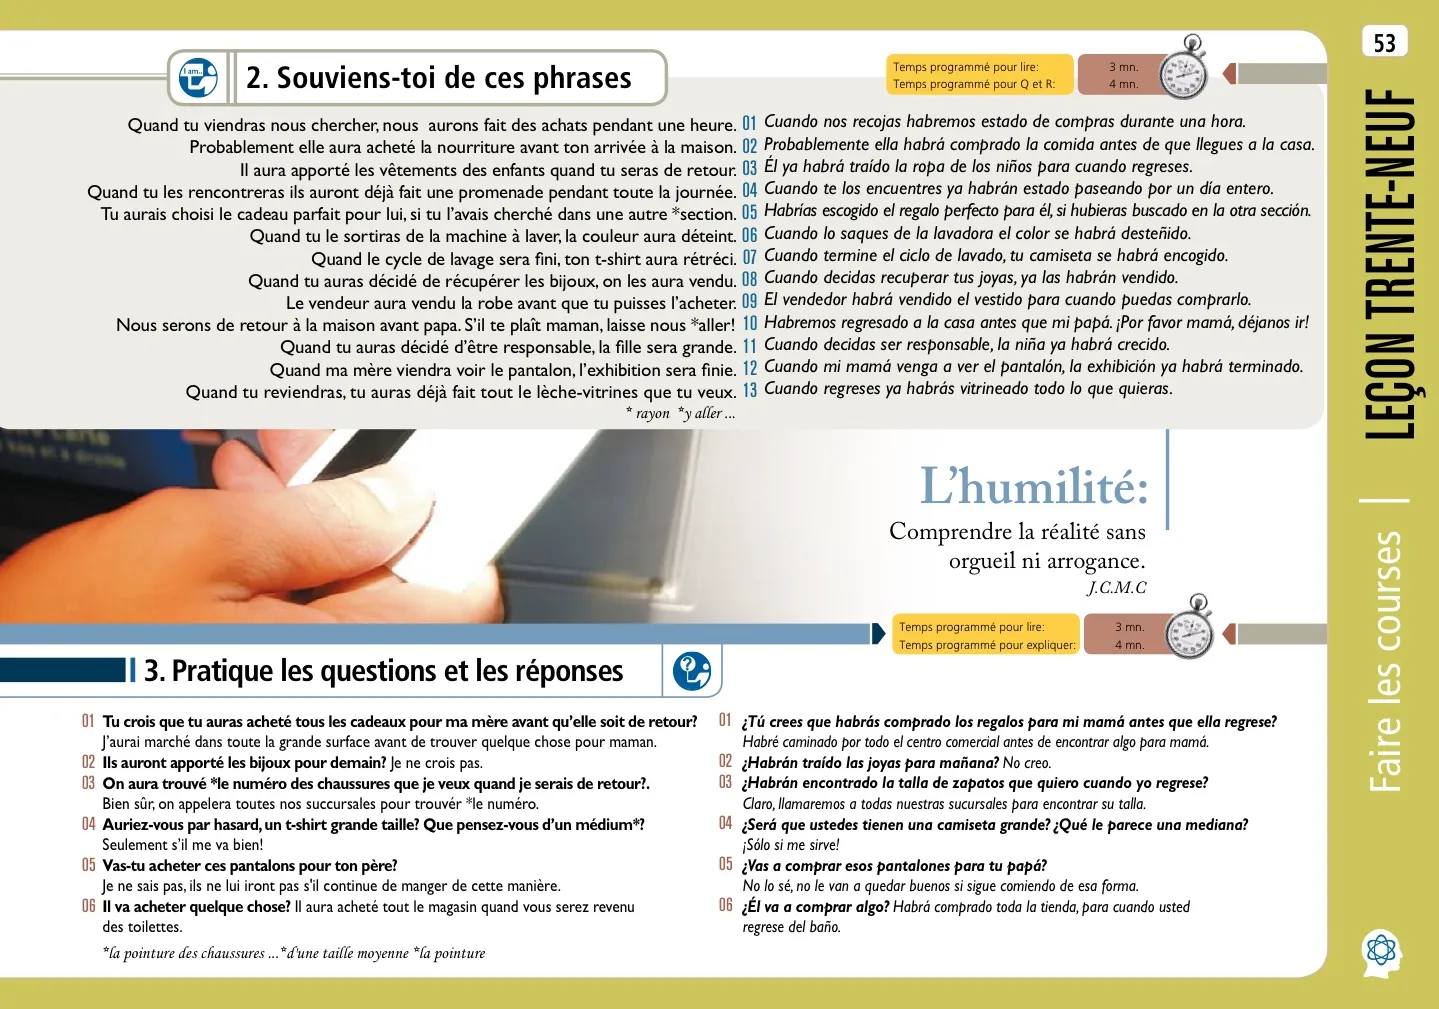 53
LEÇON TRENTE-NEUF
Faire les courses
I am...
2. Souviens-toi de ces phrases
Temps programmé pour lire: 3 mn.
Temps programmé pour Q et R: 4 mn.
Quand tu viendras nous chercher, nous aurons fait des achats pendant une heure. 01 Cuando nos recojas habremos estado de compras durante una hora.
Probablement elle aura acheté la nourriture avant ton arrivée à la maison. 02 Probablemente ella habrá comprado la comida antes de que llegues a la casa.
Il aura apporté les vêtements des enfants quand tu seras de retour. 03 Él ya habrá traído la ropa de los niños para cuando regreses.
Quand tu les rencontreras ils auront déjà fait une promenade pendant toute la journée. 04 Cuando te los encuentres ya habrán estado paseando por un día entero.
Tu aurais choisi le cadeau parfait pour lui, si tu l'avais cherché dans une autre *section. 05 Habrías escogido el regalo perfecto para él, si hubieras buscado en la otra sección.
Quand tu le sortiras de la machine à laver, la couleur aura déteint. 06 Cuando lo saques de la lavadora el color se habrá desteñido.
Quand le cycle de lavage sera fini, ton t-shirt aura rétréci. 07 Cuando termine el ciclo de lavado, tu camiseta se habrá encogido.
Quand tu auras décidé de récupérer les bijoux, on les aura vendu. 08 Cuando decidas recuperar tus joyas, ya las habrán vendido.
Le vendeur aura vendu la robe avant que tu puisses l'acheter. 09 El vendedor habrá vendido el vestido para cuando puedas comprarlo.
Nous serons de retour à la maison avant papa. S'il te plaît maman, laisse nous *aller! 10 Habremos regresado a la casa antes que mi papá. ¡Por favor mamá, déjanos ir!
Quand tu auras décidé d'être responsable, la fille sera grande. 11 Cuando decidas ser responsable, la niña ya habrá crecido.
Quand ma mère viendra voir le pantalon, l'exhibition sera finie. 12 Cuando mi mamá venga a ver el pantalón, la exhibición ya habrá terminado.
Quand tu reviendras, tu auras déjà fait tout le lèche-vitrines que tu veux. 13 Cuando regreses ya habrás vitrineado todo lo que quieras.
* rayon *y aller ...
carte
à droite
L'humilité:
Comprendre la réalité sans
orgueil ni arrogance.
J.C.M.C
Temps programmé pour lire: 3 mn.
Temps programmé pour expliquer: 4 mn.
3. Pratique les questions et les réponses
01 Tu crois que tu auras acheté tous les cadeaux pour ma mère avant qu'elle soit de retour?
J'aurai marché dans toute la grande surface avant de trouver quelque chose pour maman.
02 Ils auront apporté les bijoux pour demain? Je ne crois pas.
03 On aura trouvé *le numéro des chaussures que je veux quand je serais de retour?.
Bien sûr, on appelera toutes nos succursales pour trouvér *le numéro.
04 Auriez-vous par hasard, un t-shirt grande taille? Que pensez-vous d'un médium*?
Seulement s'il me va bien!
05 Vas-tu acheter ces pantalons pour ton père?
Je ne sais pas, ils ne lui iront pas s'il continue de manger de cette manière.
06 Il va acheter quelque chose? Il aura acheté tout le magasin quand vous serez revenu
des toilettes.
*la pointure des chaussures ...*d'une taille moyenne *la pointure
01 ¿Tú crees que habrás comprado los regalos para mi mamá antes que ella regrese?
Habré caminado por todo el centro comercial antes de encontrar algo para mamá.
02 ¿Habrán traído las joyas para mañana? No creo.
03 ¿Habrán encontrado la talla de zapatos que quiero cuando yo regrese?
Claro, llamaremos a todas nuestras sucursales para encontrar su talla.
04 ¿Será que ustedes tienen una camiseta grande? ¿Qué le parece una mediana?
¡Sólo si me sirve!
05 ¿Vas a comprar esos pantalones para tu papá?
No lo sé, no le van a quedar buenos si sigue comiendo de esa forma.
06 ¿Él va a comprar algo? Habrá comprado toda la tienda, para cuando usted
regrese del baño.